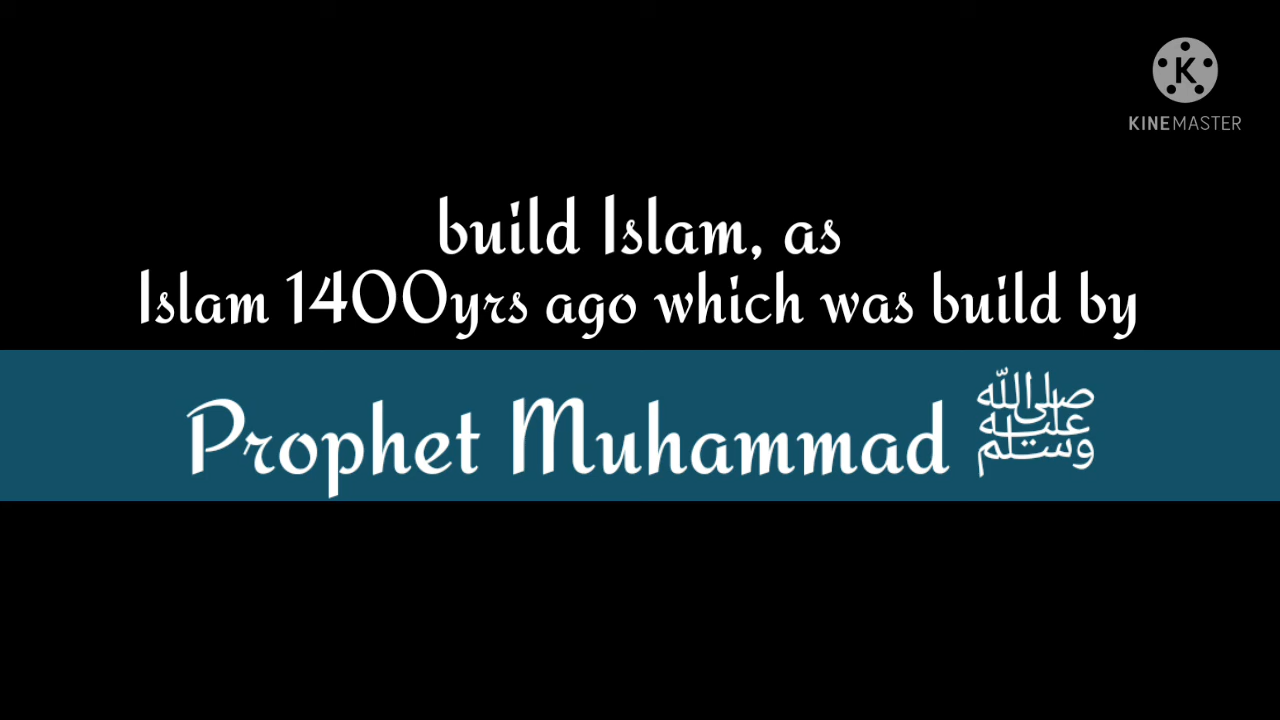 K
KINEMASTER
build Islam, as
Islam 1400yrs ago which was build by
Prophet Muhammad ﷺ